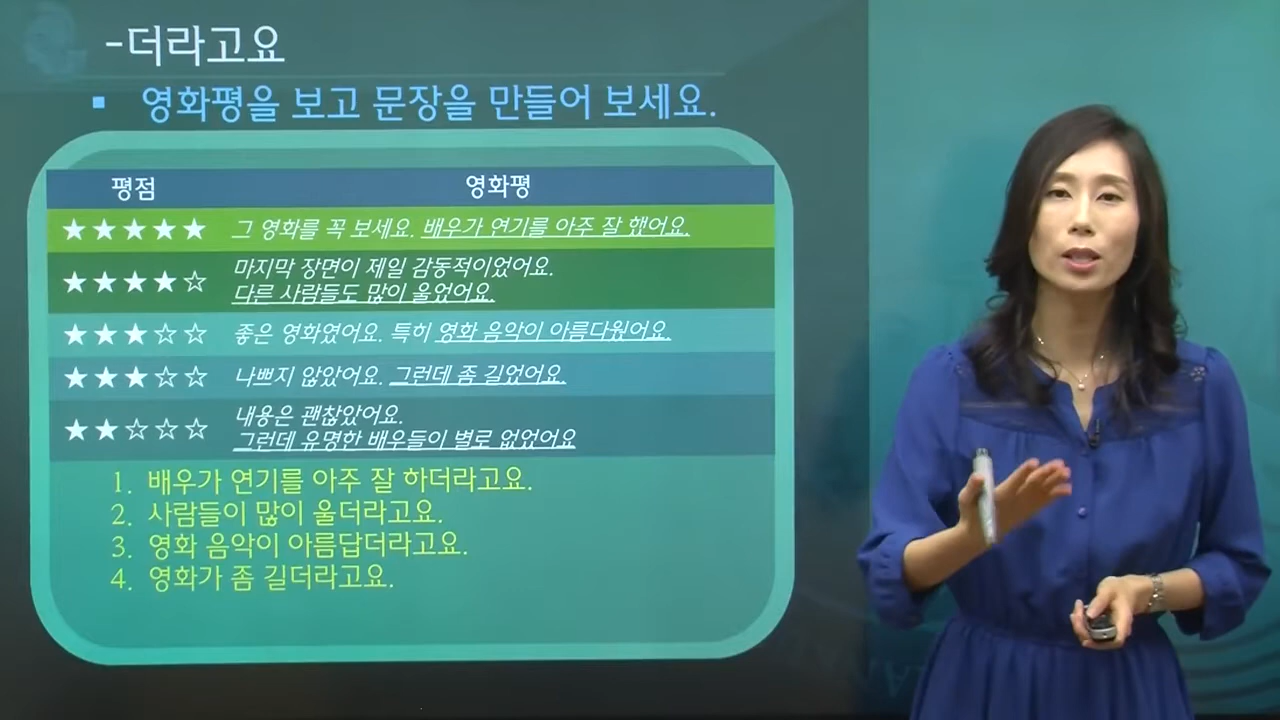 -더라고요
▪ 영화평을 보고 문장을 만들어 보세요.
평점 영화평
★★★★★ 그 영화를 꼭 보세요. 배우가 연기를 아주 잘 했어요.
마지막 장면이 제일 감동적이었어요.
★★★★☆ 다른 사람들도 많이 울었어요.
★★★☆☆ 좋은 영화였어요. 특히 영화 음악이 아름다웠어요.
★★★☆☆ 나쁘지 않았어요. 그런데 좀 길었어요.
내용은 괜찮았어요.
★★☆☆☆ 그런데 유명한 배우들이 별로 없었어요
1. 배우가 연기를 아주 잘 하더라고요.
2. 사람들이 많이 울더라고요.
3. 영화 음악이 아름답더라고요.
4. 영화가 좀 길더라고요.